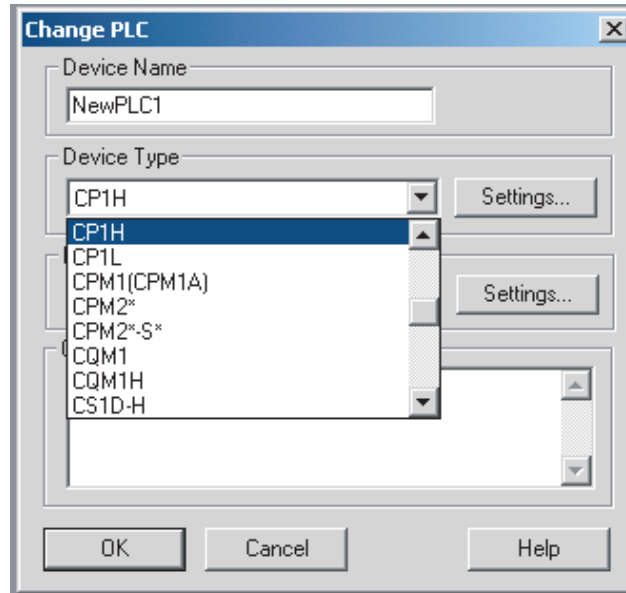 Change PLC
Device Name
NewPLC1
Device Type
CP1H
Settings...
CP1H
CP1L
CPM1(CPM1A)
CPM2*
Settings...
CPM2*-S*
CQM1
CQM1H
CS1D-H
OK Cancel Help